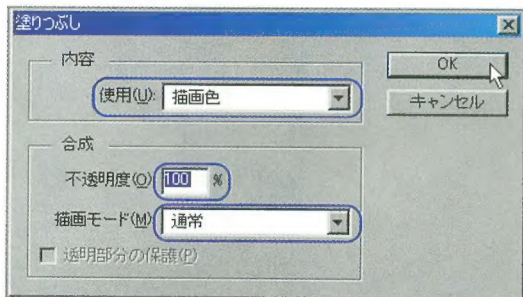 塗りつぶし
内容
OK
使用(U): 描画色
キャンセル
合成
不透明度(O) 100 %
描画モード(M): 通常
透明部分の保護(P)